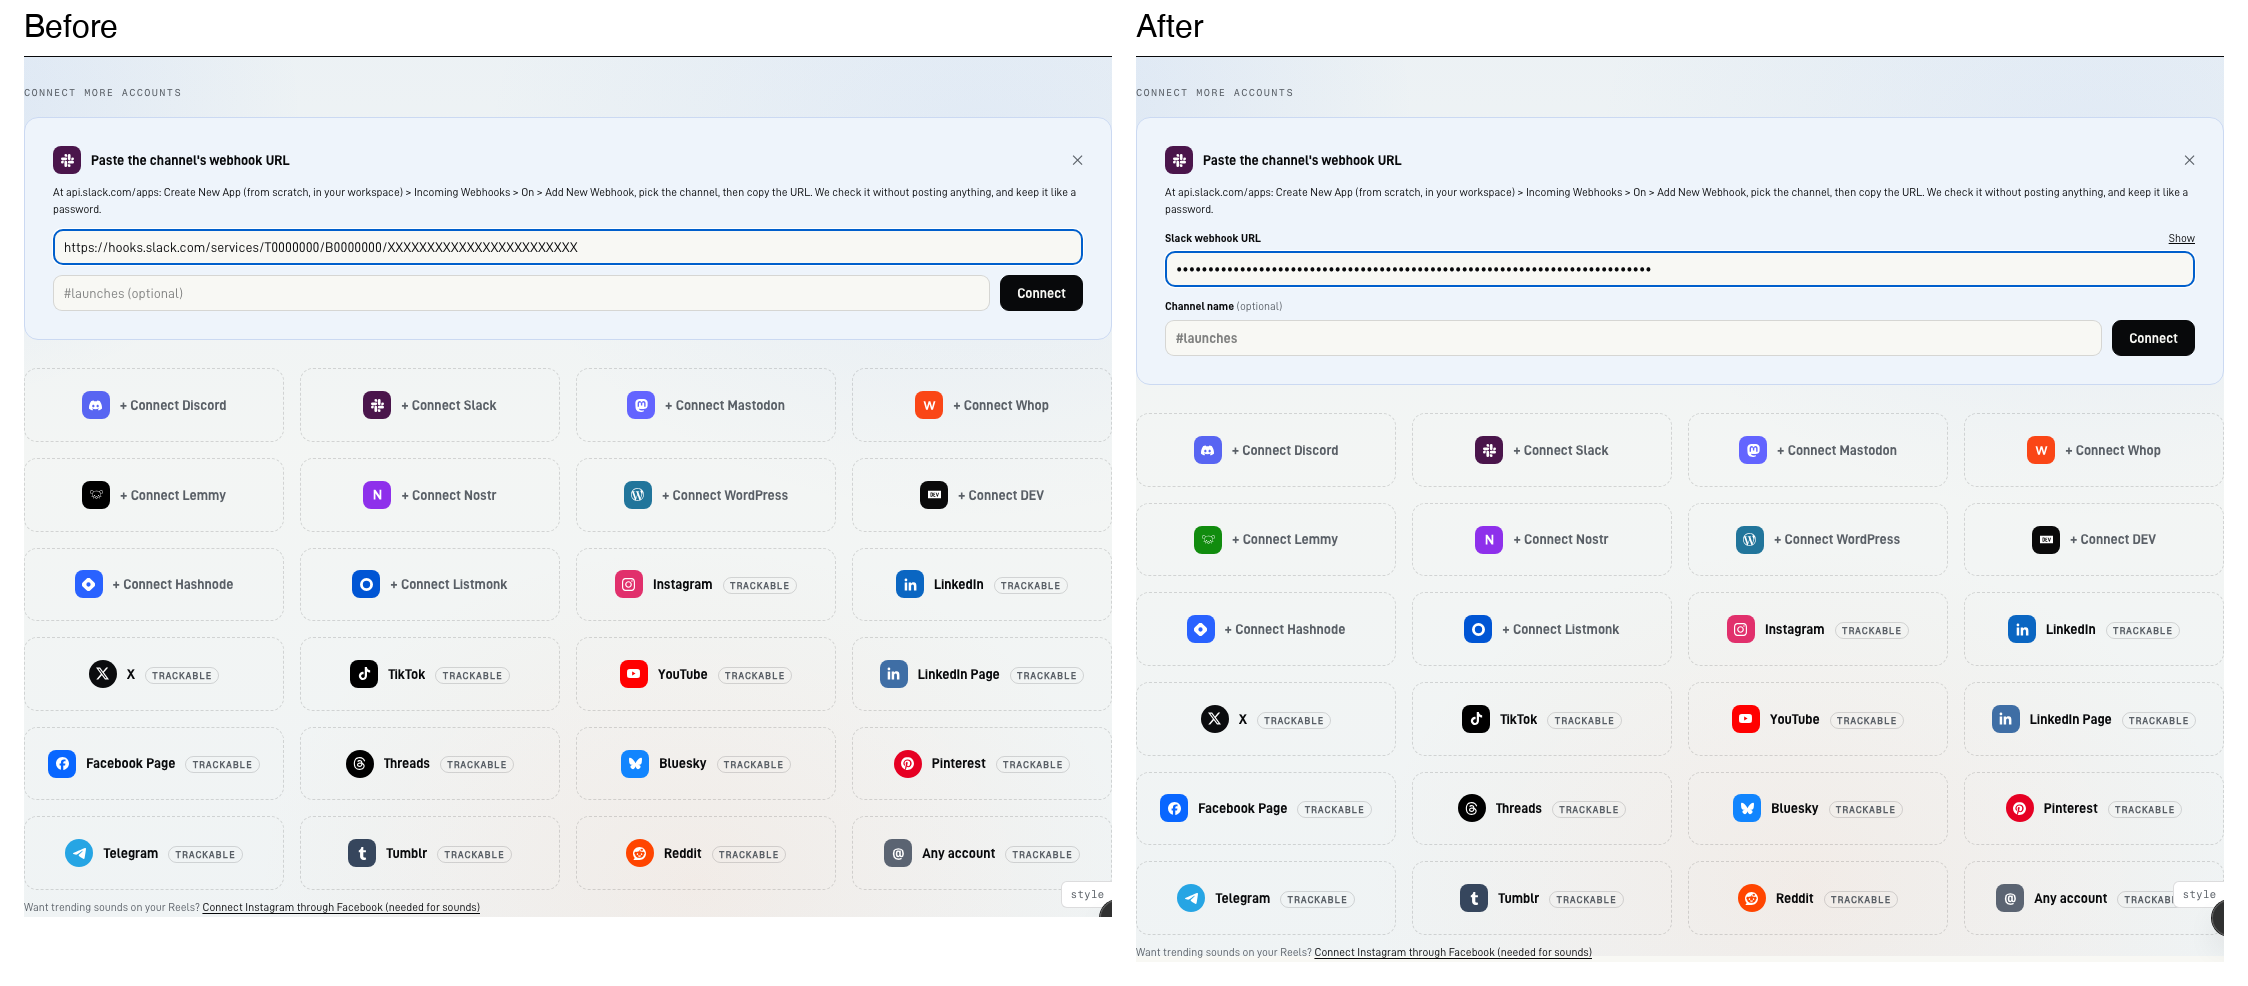 Before
CONNECT MORE ACCOUNTS
Paste the channel's webhook URL
At api.slack.com/apps: Create New App (from scratch, in your workspace) > Incoming Webhooks > On > Add New Webhook, pick the channel, then copy the URL. We check it without posting anything, and keep it like a
password.
https://hooks.slack.com/services/T0000000/B0000000/XXXXXXXXXXXXXXXXXXXXXXXX
#launches (optional)
Connect
+ Connect Discord
+ Connect Slack
+ Connect Mastodon
W
+ Connect Whop
+ Connect Lemmy
N
+ Connect Nostr
+ Connect WordPress
DEV
+ Connect DEV
+ Connect Hashnode
+ Connect Listmonk
Instagram TRACKABLE
in
LinkedIn TRACKABLE
X TRACKABLE
TikTok TRACKABLE
YouTube TRACKABLE
in
LinkedIn Page TRACKABLE
Facebook Page TRACKABLE
Threads TRACKABLE
Bluesky TRACKABLE
Pinterest TRACKABLE
Telegram TRACKABLE
t
Tumblr TRACKABLE
Reddit TRACKABLE
@
Any account TRACKABLE
style
Want trending sounds on your Reels? Connect Instagram through Facebook (needed for sounds)
After
CONNECT MORE ACCOUNTS
Paste the channel's webhook URL
At api.slack.com/apps: Create New App (from scratch, in your workspace) > Incoming Webhooks > On > Add New Webhook, pick the channel, then copy the URL. We check it without posting anything, and keep it like a
password.
Slack webhook URL
Show
Channel name (optional)
#launches
Connect
+ Connect Discord
+ Connect Slack
+ Connect Mastodon
W
+ Connect Whop
+ Connect Lemmy
N
+ Connect Nostr
+ Connect WordPress
DEV
+ Connect DEV
+ Connect Hashnode
+ Connect Listmonk
Instagram TRACKABLE
in
LinkedIn TRACKABLE
X TRACKABLE
TikTok TRACKABLE
YouTube TRACKABLE
in
LinkedIn Page TRACKABLE
Facebook Page TRACKABLE
Threads TRACKABLE
Bluesky TRACKABLE
Pinterest TRACKABLE
Telegram TRACKABLE
t
Tumblr TRACKABLE
Reddit TRACKABLE
@
Any account
style
Want trending sounds on your Reels? Connect Instagram through Facebook (needed for sounds)